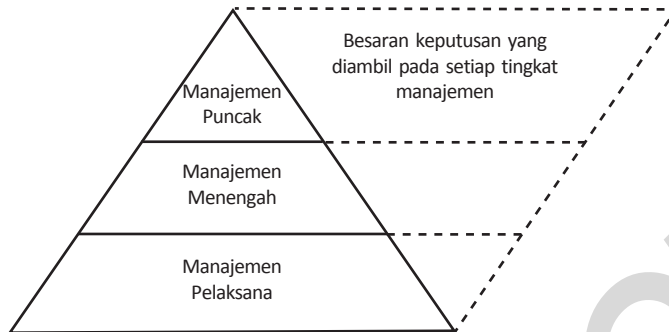 Besaran keputusan yang
diambil pada setiap tingkat
manajemen
Manajemen
Puncak
Manajemen
Menengah
Manajemen
Pelaksana